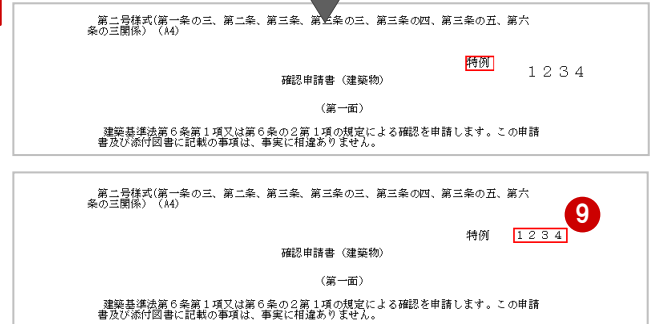 第二号様式(第一条の三、第二条、第三条、第三条の三、第三条の四、第三条の五、第六
条の三関係)　(A4)
特例　１２３４
確認申請書（建築物）
（第一面）
建築基準法第６条第１項又は第６条の２第１項の規定による確認を申請します。この申請
書及び添付図書に記載の事項は、事実に相違ありません。
第二号様式(第一条の三、第二条、第三条、第三条の三、第三条の四、第三条の五、第六
条の三関係)　(A4)
9
特例　１２３４
確認申請書（建築物）
（第一面）
建築基準法第６条第１項又は第６条の２第１項の規定による確認を申請します。この申請
書及び添付図書に記載の事項は、事実に相違ありません。